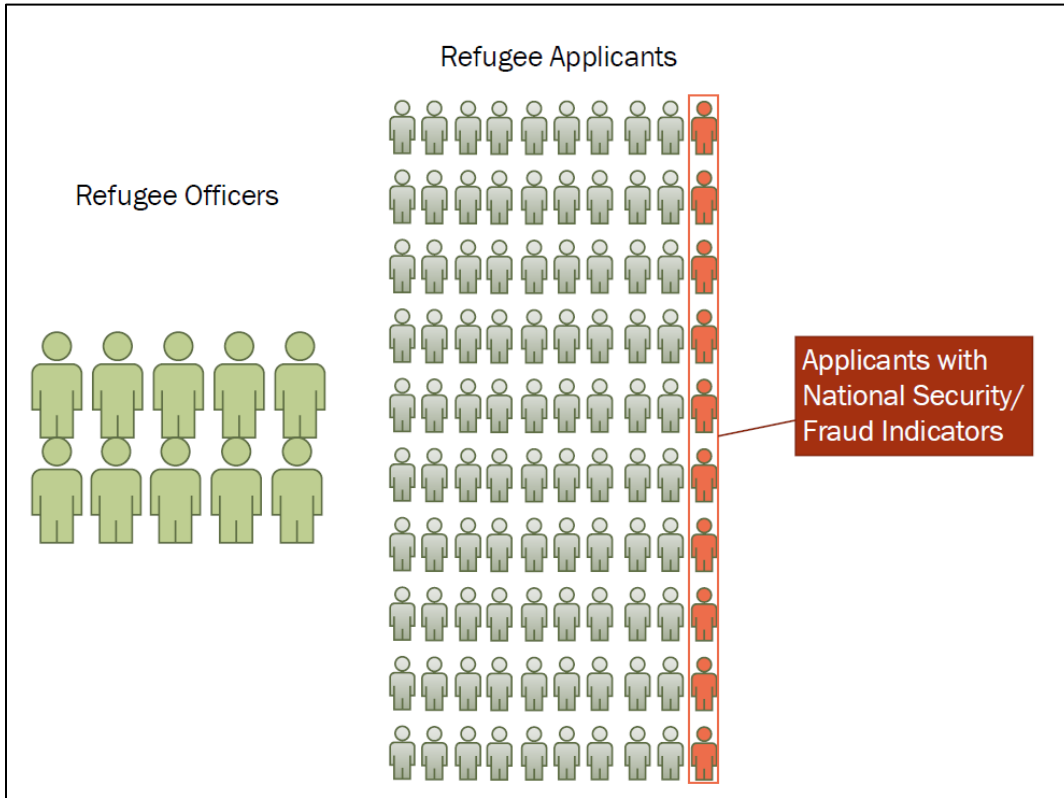 Refugee Applicants
Refugee Officers
Applicants with
National Security/
Fraud Indicators